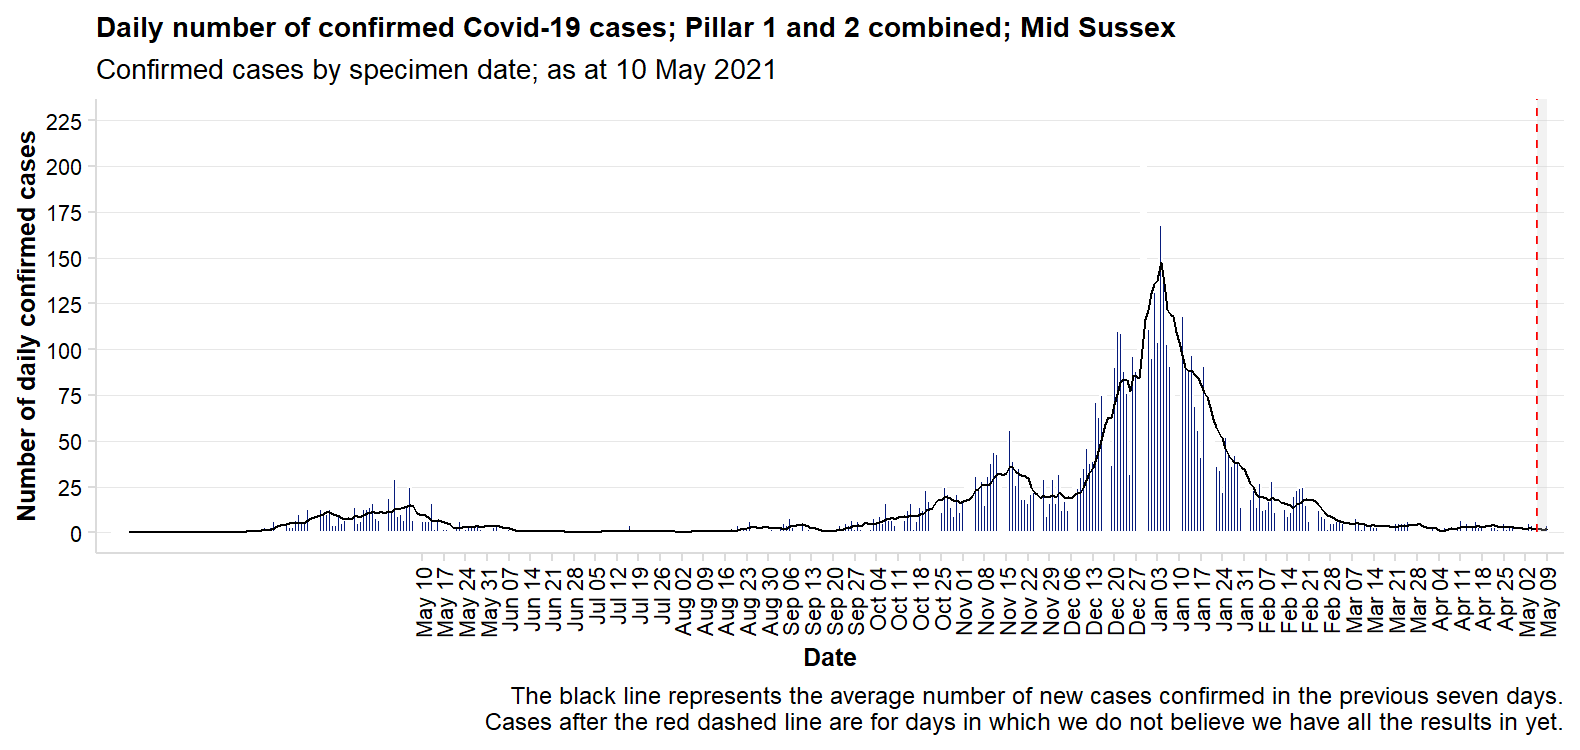 Daily number of confirmed Covid-19 cases; Pillar 1 and 2 combined; Mid Sussex
Confirmed cases by specimen date; as at 10 May 2021
Number of daily confirmed cases
225
200
175
150
125
100
75
50
25
0
May 10
May 17
May 24
May 31
Jun 07
Jun 14
Jun 21
Jun 28
Jul 05
Jul 12
Jul 19
Jul 26
Aug 02
Aug 09
Aug 16
Aug 23
Aug 30
Sep 06
Sep 13
Sep 20
Sep 27
Oct 04
Oct 11
Oct 18
Oct 25
Nov 01
Nov 08
Nov 15
Nov 22
Nov 29
Dec 06
Dec 13
Dec 20
Dec 27
Jan 03
Jan 10
Jan 17
Jan 24
Jan 31
Feb 07
Feb 14
Feb 21
Feb 28
Mar 07
Mar 14
Mar 21
Mar 28
Apr 04
Apr 11
Apr 18
Apr 25
May 02
May 09
Date
The black line represents the average number of new cases confirmed in the previous seven days.
Cases after the red dashed line are for days in which we do not believe we have all the results in yet.